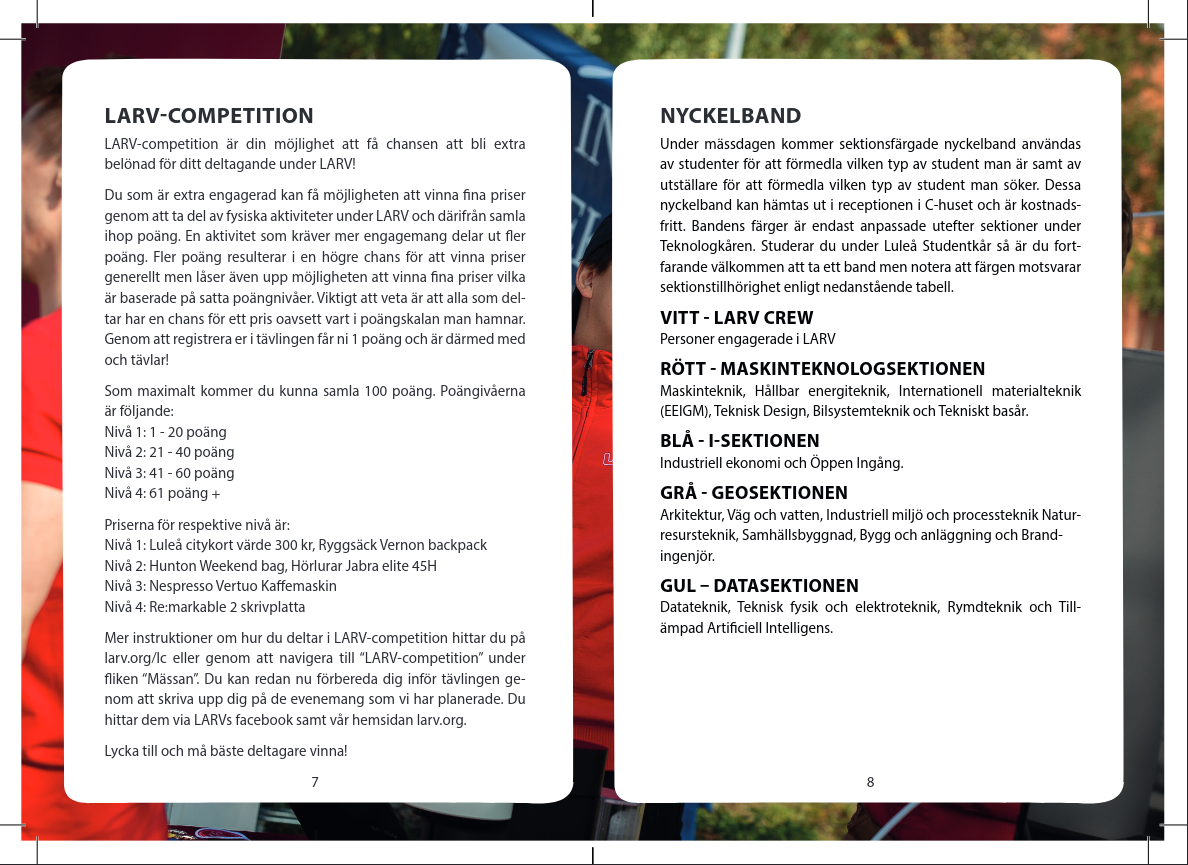 LARV-COMPETITION
LARV-competition är din möjlighet att få chansen att bli extra
belönad för ditt deltagande under LARV!
Du som är extra engagerad kan få möjligheten att vinna fina priser
genom att ta del av fysiska aktiviteter under LARV och därifrån samla
ihop poäng. En aktivitet som kräver mer engagemang delar ut fler
poäng. Fler poäng resulterar i en högre chans för att vinna priser
generellt men låser även upp möjligheten att vinna fina priser vilka
är baserade på satta poängnivåer. Viktigt att veta är att alla som del-
tar har en chans för ett pris oavsett vart i poängskalan man hamnar.
Genom att registrera er i tävlingen får ni 1 poäng och är därmed med
och tävlar!
Som maximalt kommer du kunna samla 100 poäng. Poängivåerna
är följande:
Nivå 1: 1 - 20 poäng
Nivå 2: 21 - 40 poäng
Nivå 3: 41 - 60 poäng
Nivå 4: 61 poäng +
Priserna för respektive nivå är:
Nivå 1: Luleå citykort värde 300 kr, Ryggsäck Vernon backpack
Nivå 2: Hunton Weekend bag, Hörlurar Jabra elite 45H
Nivå 3: Nespresso Vertuo Kaffemaskin
Nivå 4: Re:markable 2 skrivplatta
Mer instruktioner om hur du deltar i LARV-competition hittar du på
larv.org/lc eller genom att navigera till “LARV-competition” under
fliken “Mässan”. Du kan redan nu förbereda dig inför tävlingen ge-
nom att skriva upp dig på de evenemang som vi har planerade. Du
hittar dem via LARVs facebook samt vår hemsidan larv.org.
Lycka till och må bäste deltagare vinna!
7
NYCKELBAND
Under mässdagen kommer sektionsfärgade nyckelband användas
av studenter för att förmedla vilken typ av student man är samt av
utställare för att förmedla vilken typ av student man söker. Dessa
nyckelband kan hämtas ut i receptionen i C-huset och är kostnads-
fritt. Bandens färger är endast anpassade utefter sektioner under
Teknologkåren. Studerar du under Luleå Studentkår så är du fort-
farande välkommen att ta ett band men notera att färgen motsvarar
sektionstillhörighet enligt nedanstående tabell.
VITT - LARV CREW
Personer engagerade i LARV
RÖTT - MASKINTEKNOLOGSEKTIONEN
Maskinteknik, Hållbar energiteknik, Internationell materialteknik
(EEIGM), Teknisk Design, Bilsystemteknik och Tekniskt basår.
BLÅ - I-SEKTIONEN
Industriell ekonomi och Öppen Ingång.
GRÅ - GEOSEKTIONEN
Arkitektur, Väg och vatten, Industriell miljö och processteknik Natur-
resursteknik, Samhällsbyggnad, Bygg och anläggning och Brand-
ingenjör.
GUL – DATASEKTIONEN
Datateknik, Teknisk fysik och elektroteknik, Rymdteknik och Till-
ämpad Artificiell Intelligens.
8